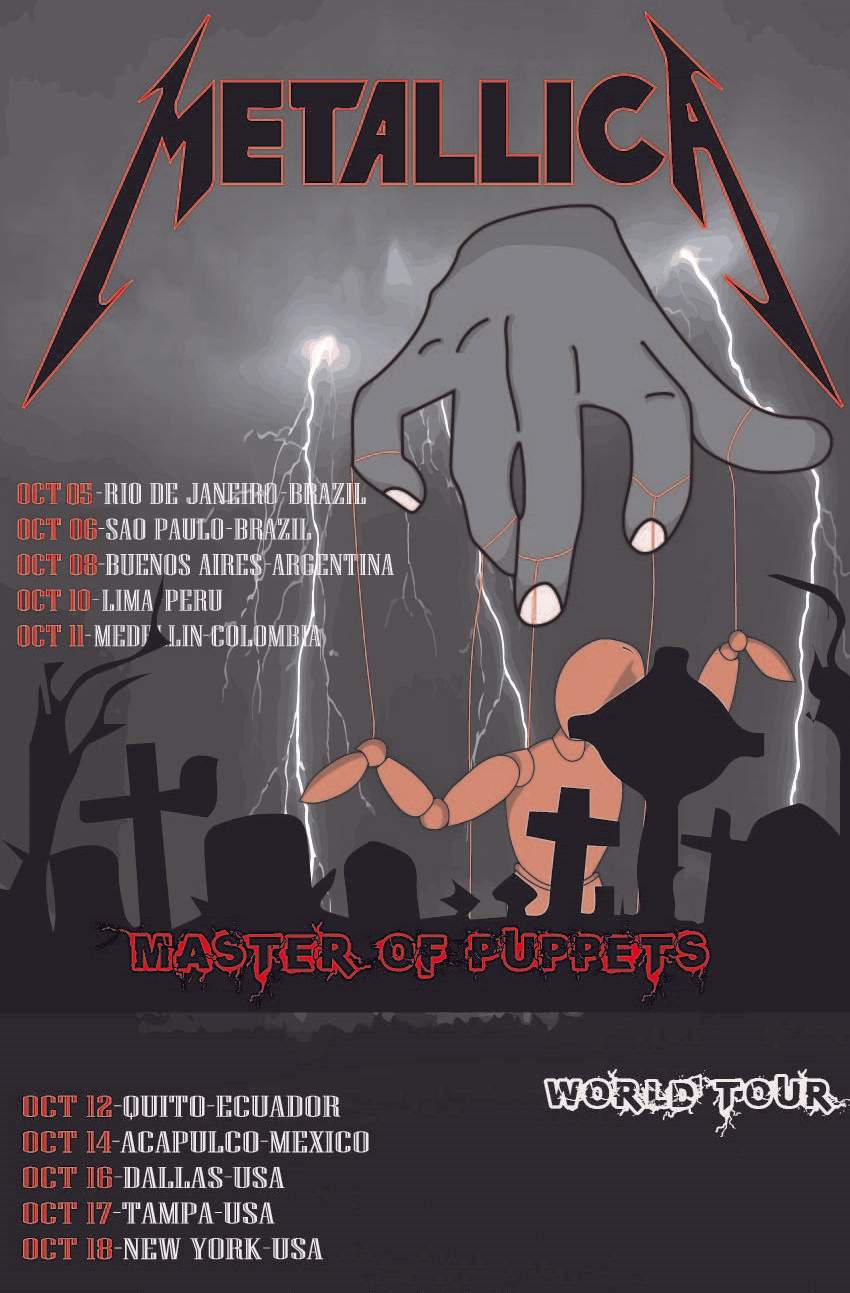 METALLICA
OCT 05-RIO DE JANEIRO-BRAZIL
OCT 06-SAO PAULO-BRAZIL
OCT 08-BUENOS AIRES-ARGENTINA
OCT 10-LIMA PERU
OCT 11-MEDELLIN-COLOMBIA
MASTER OF PUPPETS
WORLD TOUR
OCT 12-QUITO-ECUADOR
OCT 14-ACAPULCO-MEXICO
OCT 16-DALLAS-USA
OCT 17-TAMPA-USA
OCT 18-NEW YORK-USA